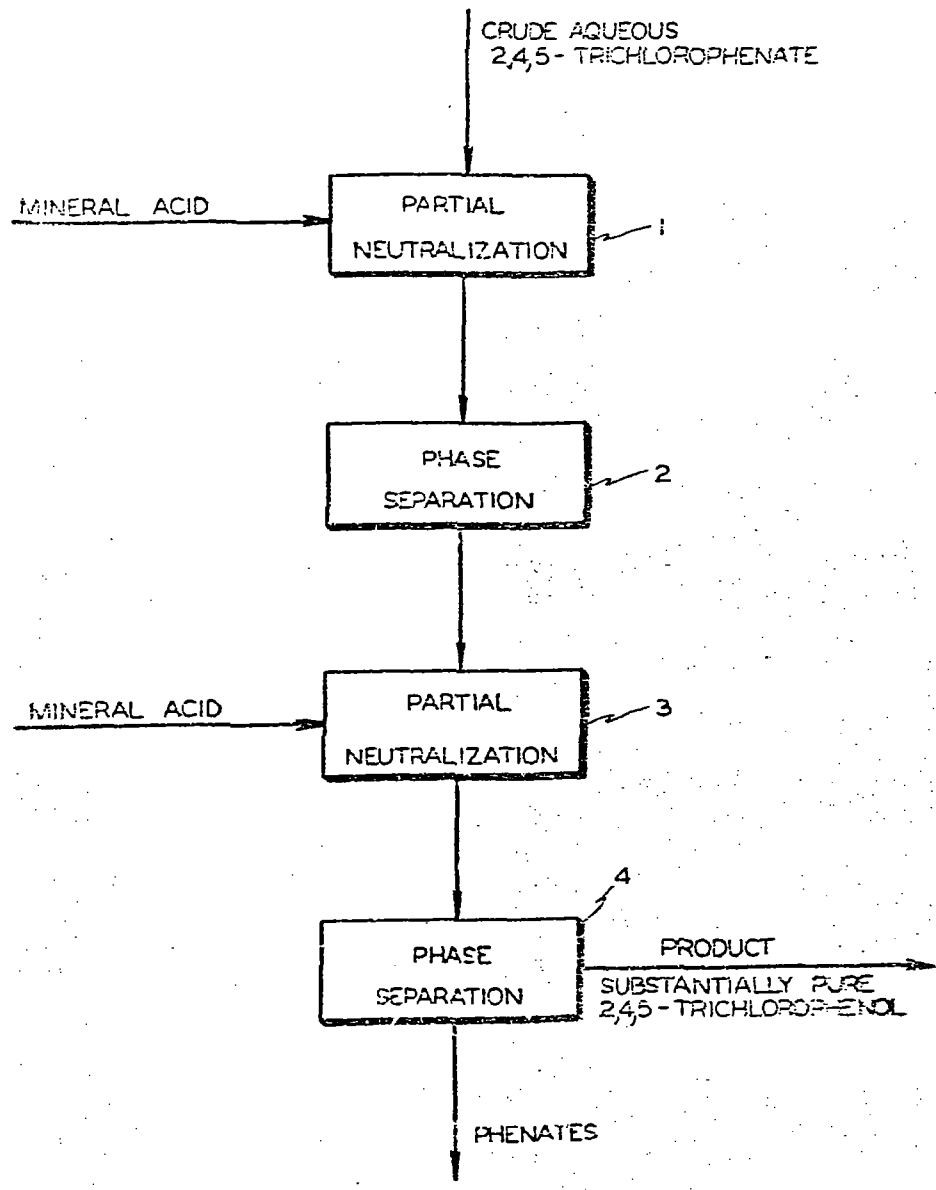 CRUDE AQUEOUS
2,4,5- TRICHLOROPHENATE
MINERAL ACID
PARTIAL
NEUTRALIZATION
1
PHASE
SEPARATION
2
MINERAL ACID
PARTIAL
NEUTRALIZATION
3
4
PHASE
SEPARATION
PRODUCT
SUBSTANTIALLY PURE
2,4,5-TRICHLOROPHENOL
PHENATES